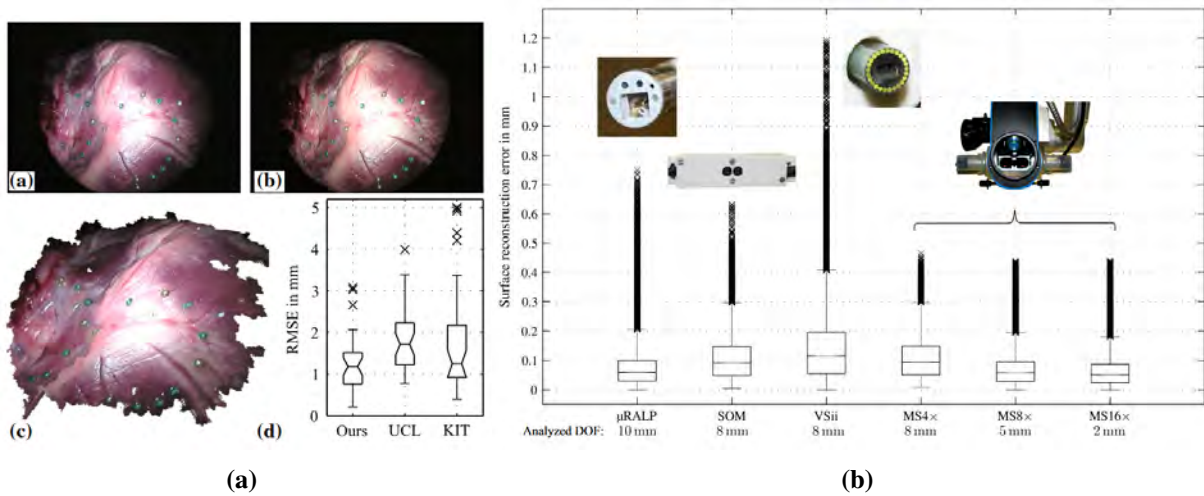 (a)
(b)
(c)
(d)
RMSE in mm
5
4
3
2
1
0
Ours UCL KIT
(a)
Surface reconstruction error in mm
1.2
1.1
1
0.9
0.8
0.7
0.6
0.5
0.4
0.3
0.2
0.1
0
μRALP SOM VSii MS4× MS8× MS16×
Analyzed DOF: 10 mm 8 mm 8 mm 8 mm 5 mm 2 mm
(b)